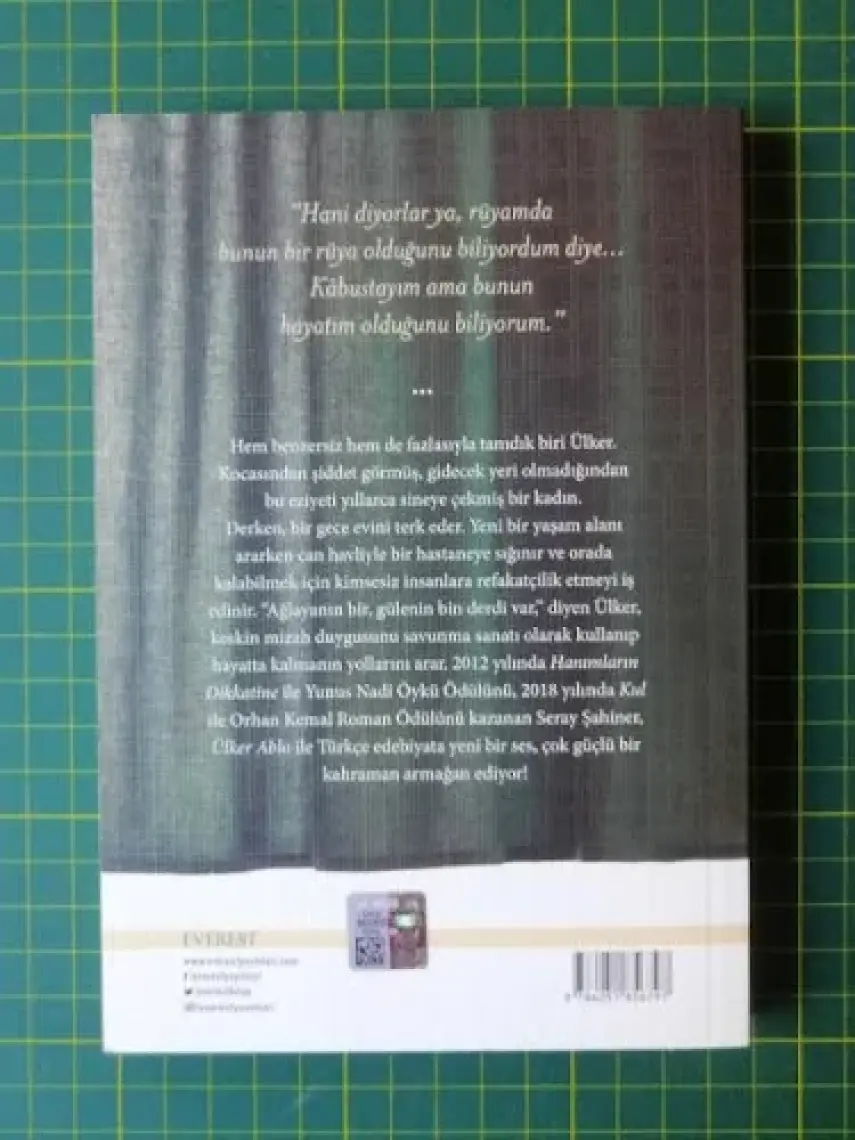 "Hani diyorlar ya, rüyamda
bunun bir rüya olduğunu biliyordum diye...
Kâbustayım ama bunun
hayatım olduğunu biliyorum."
...
Hem benzersiz hem de fazlasıyla tanıdık biri Ülker.
Kocasından şiddet görmüş, gidecek yeri olmadığından
bu eziyeti yıllarca sineye çekmiş bir kadın.
Derken, bir gece evini terk eder. Yeni bir yaşam alanı
ararken can havliyle bir hastaneye sığınır ve orada
kalabilmek için kimsesiz insanlara refakatçilik etmeyi iş
edinir. "Ağlayanın bir, gülenin bin derdi var," diyen Ülker,
keskin mizah duygusunu savunma sanatı olarak kullanıp
hayatta kalmanın yollarını arar. 2012 yılında Hanımların
Dikkatine ile Yunus Nadi Öykü Ödülünü, 2018 yılında Kul
ile Orhan Kemal Roman Ödülünü kazanan Seray Şahiner,
Ülker Abla ile Türkçe edebiyata yeni bir ses, çok güçlü bir
kahraman armağan ediyor!
EVEREST